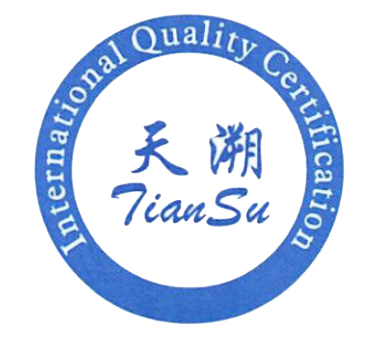 International Quality Certification
天溯
TianSu